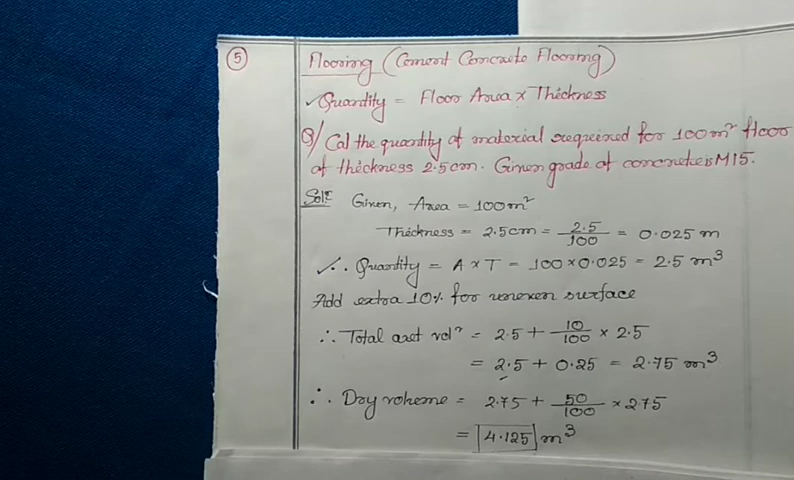 5
Flooring (Cement Concrete Flooring)
✓ Quantity = Floor Area × Thickness
Q/ Cal the quantity of material required for 100m² floor
of thickness 2.5cm. Given grade of concrete is M15.
Solⁿ: Given, Area = 100m²
Thickness = 2.5cm = 2.5/100 = 0.025 m
✓∴ Quantity = A × T = 100 × 0.025 = 2.5 m³
Add extra 10% for uneven surface
∴ Total wet volⁿ = 2.5 + 10/100 × 2.5
= 2.5 + 0.25 = 2.75 m³
∴ Dry volume = 2.75 + 50/100 × 275
= 4.125 m³